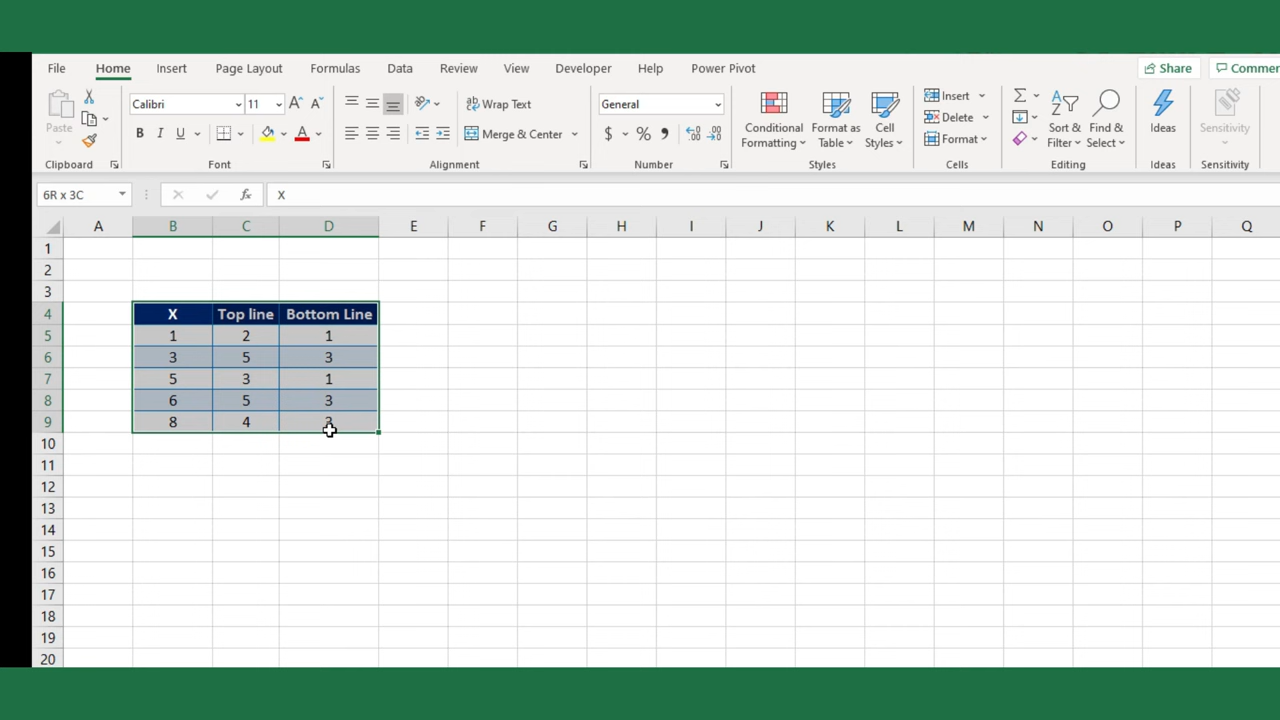 File Home Insert Page Layout Formulas Data Review View Developer Help Power Pivot Share
Calibri 11 Wrap Text General Insert Σ
Paste B I U Merge & Center $ % Conditional Formatting Format as Table Cell Styles Delete Format Sort & Filter Find & Select Ideas Sensitivity
Clipboard Font Alignment Number Styles Cells Editing Ideas Sensitivity
6R x 3C fx X
A B C D E F G H I J K L M N O P Q
1
2
3
4 X Top line Bottom Line
5 1 2 1
6 3 5 3
7 5 3 1
8 6 5 3
9 8 4
10
11
12
13
14
15
16
17
18
19
20